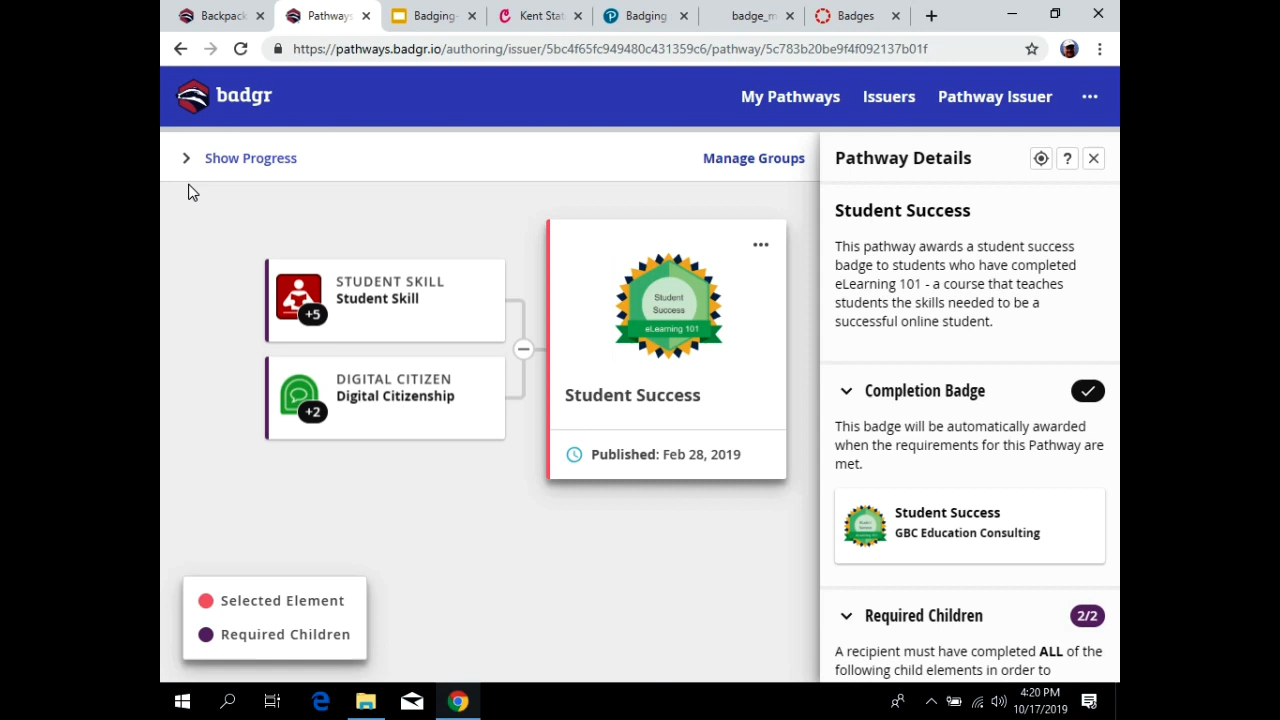 Backpack
Pathways
Badging-
Kent Stat
Badging
badge_m
Badges
https://pathways.badgr.io/authoring/issuer/5bc4f65fc949480c431359c6/pathway/5c783b20be9f4f092137b01f
badgr
My Pathways
Issuers
Pathway Issuer
Show Progress
Manage Groups
STUDENT SKILL
Student Skill
+5
DIGITAL CITIZEN
Digital Citizenship
+2
Student
Success
eLearning 101
Student Success
Published: Feb 28, 2019
Selected Element
Required Children
Pathway Details
?
Student Success
This pathway awards a student success
badge to students who have completed
eLearning 101 - a course that teaches
students the skills needed to be a
successful online student.
Completion Badge
This badge will be automatically awarded
when the requirements for this Pathway are
met.
Student Success
GBC Education Consulting
Required Children
2/2
A recipient must have completed ALL of the
following child elements in order to
4:20 PM
10/17/2019